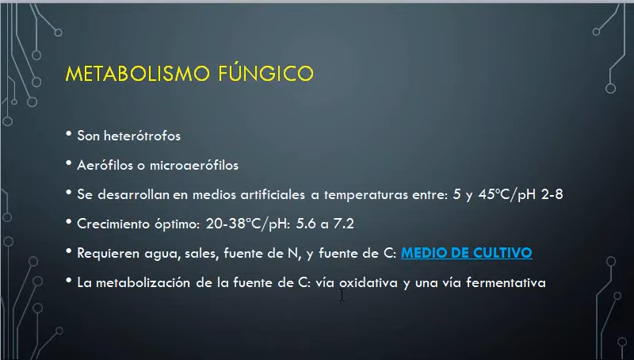 METABOLISMO FÚNGICO
• Son heterótrofos
• Aerófilos o microaerófilos
• Se desarrollan en medios artificiales a temperaturas entre: 5 y 45ºC/pH 2-8
• Crecimiento óptimo: 20-38ºC/pH: 5.6 a 7.2
• Requieren agua, sales, fuente de N, y fuente de C: MEDIO DE CULTIVO
• La metabolización de la fuente de C: vía oxidativa y una vía fermentativa